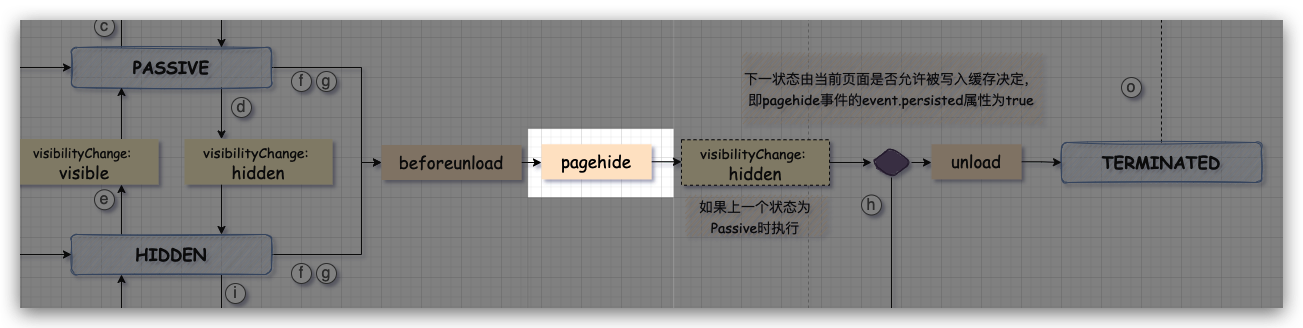 c
PASSIVE
f g
d
visibilityChange:
visible
visibilityChange:
hidden
e
HIDDEN
f g
i
beforeunload
pagehide
visibilityChange:
hidden
如果上一个状态为
Passive时执行
下一状态由当前页面是否允许被写入缓存决定，
即pagehide事件的event.persisted属性为true
h
unload
o
TERMINATED